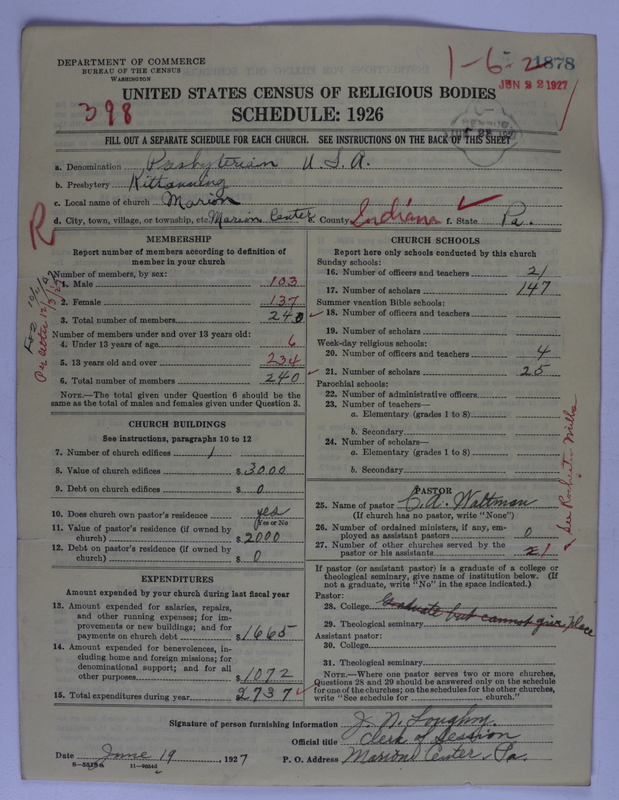 DEPARTMENT OF COMMERCE
BUREAU OF THE CENSUS
WASHINGTON
1-6-2 1878
JUN 22 1927
398
UNITED STATES CENSUS OF RELIGIOUS BODIES
SCHEDULE: 1926
FILL OUT A SEPARATE SCHEDULE FOR EACH CHURCH. SEE INSTRUCTIONS ON THE BACK OF THIS SHEET
a. Denomination Presbyterian U.S.A.
b. Presbytery Kittanning
c. Local name of church Marion
d. City, town, village, or township, etc. Marion Center e. County Indiana f. State Pa.
R
MEMBERSHIP
Report number of members according to definition of
member in your church
Number of members, by sex:
1. Male 103
2. Female 137
3. Total number of members 240
Number of members under and over 13 years old:
4. Under 13 years of age 6
5. 13 years old and over 234
6. Total number of members 240
NOTE.—The total given under Question 6 should be the
same as the total of males and females given under Question 3.
CHURCH BUILDINGS
See instructions, paragraphs 10 to 12
7. Number of church edifices 1
8. Value of church edifices $ 3000
9. Debt on church edifices $ 0
10. Does church own pastor's residence yes
(Yes or No)
11. Value of pastor's residence (if owned by
church) $ 2000
12. Debt on pastor's residence (if owned by
church) $ 0
EXPENDITURES
Amount expended by your church during last fiscal year
13. Amount expended for salaries, repairs,
and other running expenses; for im-
provements or new buildings; and for
payments on church debt $ 1665
14. Amount expended for benevolences, in-
cluding home and foreign missions; for
denominational support; and for all
other purposes $ 1072
15. Total expenditures during year 2737
CHURCH SCHOOLS
Report here only schools conducted by this church
Sunday schools:
16. Number of officers and teachers 21
17. Number of scholars 147
Summer vacation Bible schools:
18. Number of officers and teachers
19. Number of scholars
Week-day religious schools:
20. Number of officers and teachers 4
21. Number of scholars 25
Parochial schools:
22. Number of administrative officers
23. Number of teachers—
a. Elementary (grades 1 to 8)
b. Secondary
24. Number of scholars—
a. Elementary (grades 1 to 8)
b. Secondary
PASTOR
25. Name of pastor C. A. Waltman
(If church has no pastor, write "None")
26. Number of ordained ministers, if any, em-
ployed as assistant pastors 0
27. Number of other churches served by the
pastor or his assistants 1
See Rochester Mills
If pastor (or assistant pastor) is a graduate of a college or
theological seminary, give name of institution below. (If
not a graduate, write "No" in the space indicated.)
Pastor:
28. College Graduate but cannot give place
29. Theological seminary
Assistant pastor:
30. College
31. Theological seminary
NOTE.—Where one pastor serves two or more churches,
Questions 28 and 29 should be answered only on the schedule
for one of the churches; on the schedules for the other churches,
write "See schedule for church."
Signature of person furnishing information J. N. Loughry
Official title Clerk of Session
Date June 19, 1927 P. O. Address Marion Center, Pa.